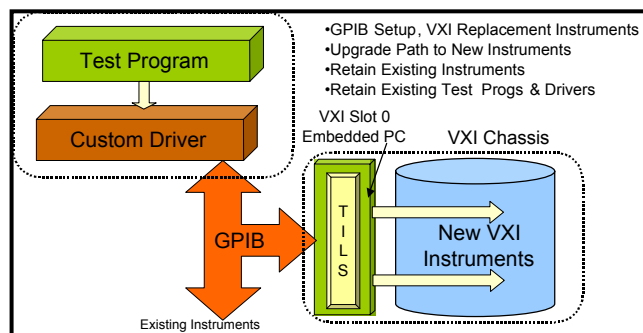 •GPIB Setup, VXI Replacement Instruments
•Upgrade Path to New Instruments
•Retain Existing Instruments
•Retain Existing Test Progs & Drivers
Test Program
Custom Driver
VXI Slot 0
Embedded PC
VXI Chassis
GPIB
TILS
New VXI
Instruments
Existing Instruments